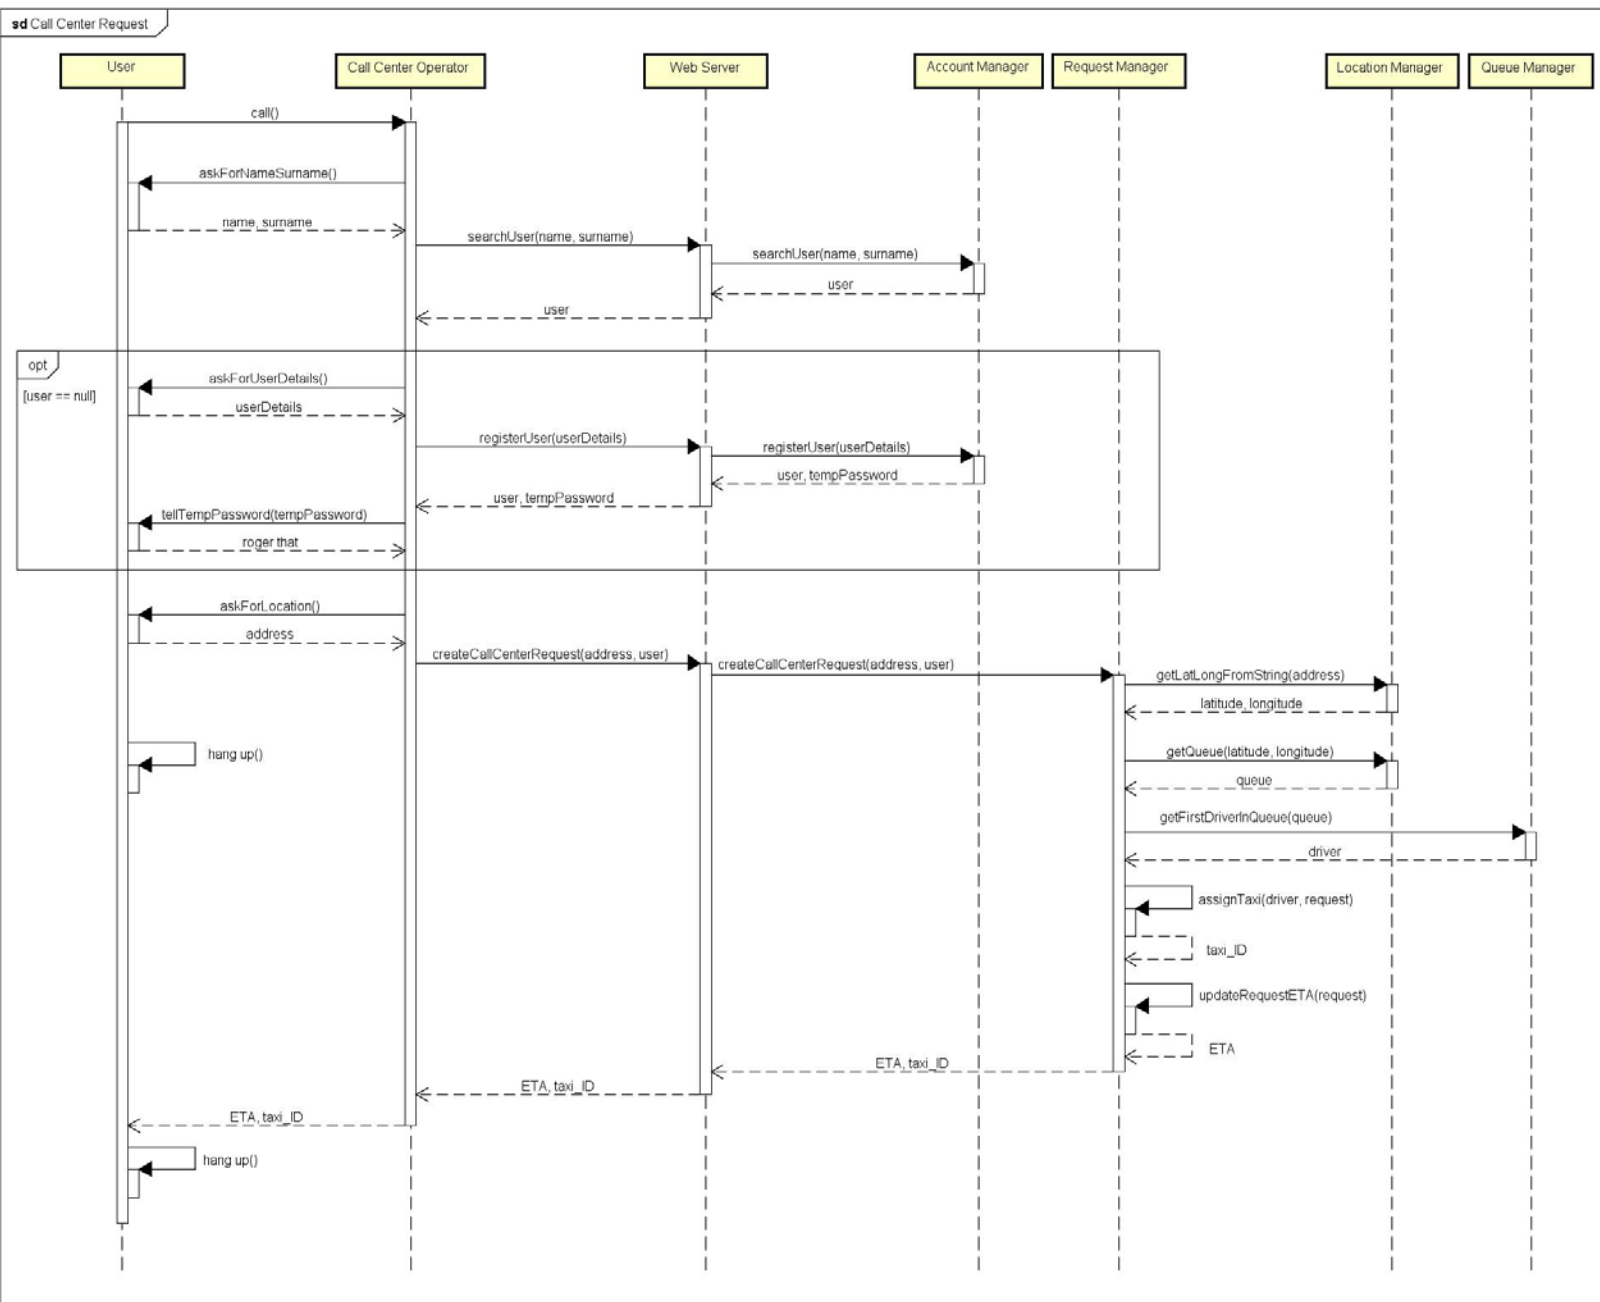 sd Call Center Request
User
Call Center Operator
Web Server
Account Manager
Request Manager
Location Manager
Queue Manager
call()
askForNameSurname()
name, surname
searchUser(name, surname)
searchUser(name, surname)
user
user
opt
[user == null]
askForUserDetails()
userDetails
registerUser(userDetails)
registerUser(userDetails)
user, tempPassword
user, tempPassword
tellTempPassword(tempPassword)
roger that
askForLocation()
address
createCallCenterRequest(address, user)
createCallCenterRequest(address, user)
getLatLongFromString(address)
latitude, longitude
hang up()
getQueue(latitude, longitude)
queue
getFirstDriverInQueue(queue)
driver
assignTaxi(driver, request)
taxi_ID
updateRequestETA(request)
ETA
ETA, taxi_ID
ETA, taxi_ID
ETA, taxi_ID
hang up()